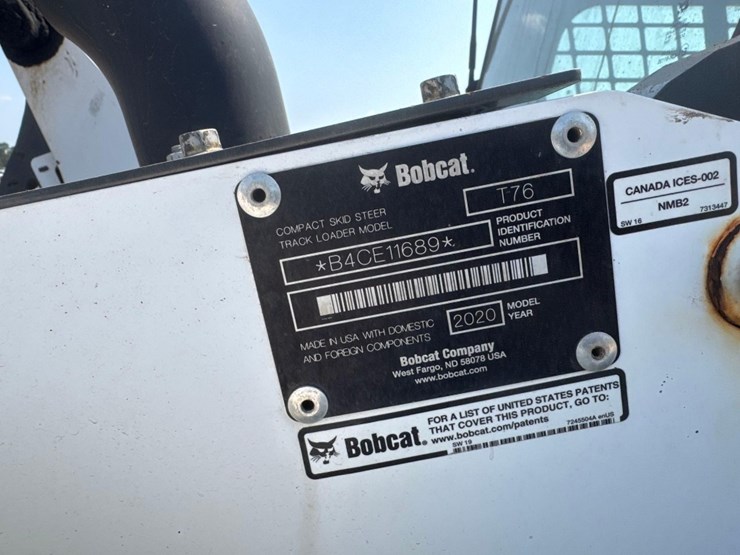 Bobcat.
COMPACT SKID STEER
TRACK LOADER MODEL
T76
*B4CE11689*
PRODUCT
IDENTIFICATION
NUMBER
MADE IN USA WITH DOMESTIC
AND FOREIGN COMPONENTS
2020
MODEL
YEAR
Bobcat Company
West Fargo, ND 58078 USA
www.bobcat.com
CANADA ICES-002
NMB2
SW 16
7313447
Bobcat.
FOR A LIST OF UNITED STATES PATENTS
THAT COVER THIS PRODUCT, GO TO:
www.bobcat.com/patents
7245504A enUS
SW 19